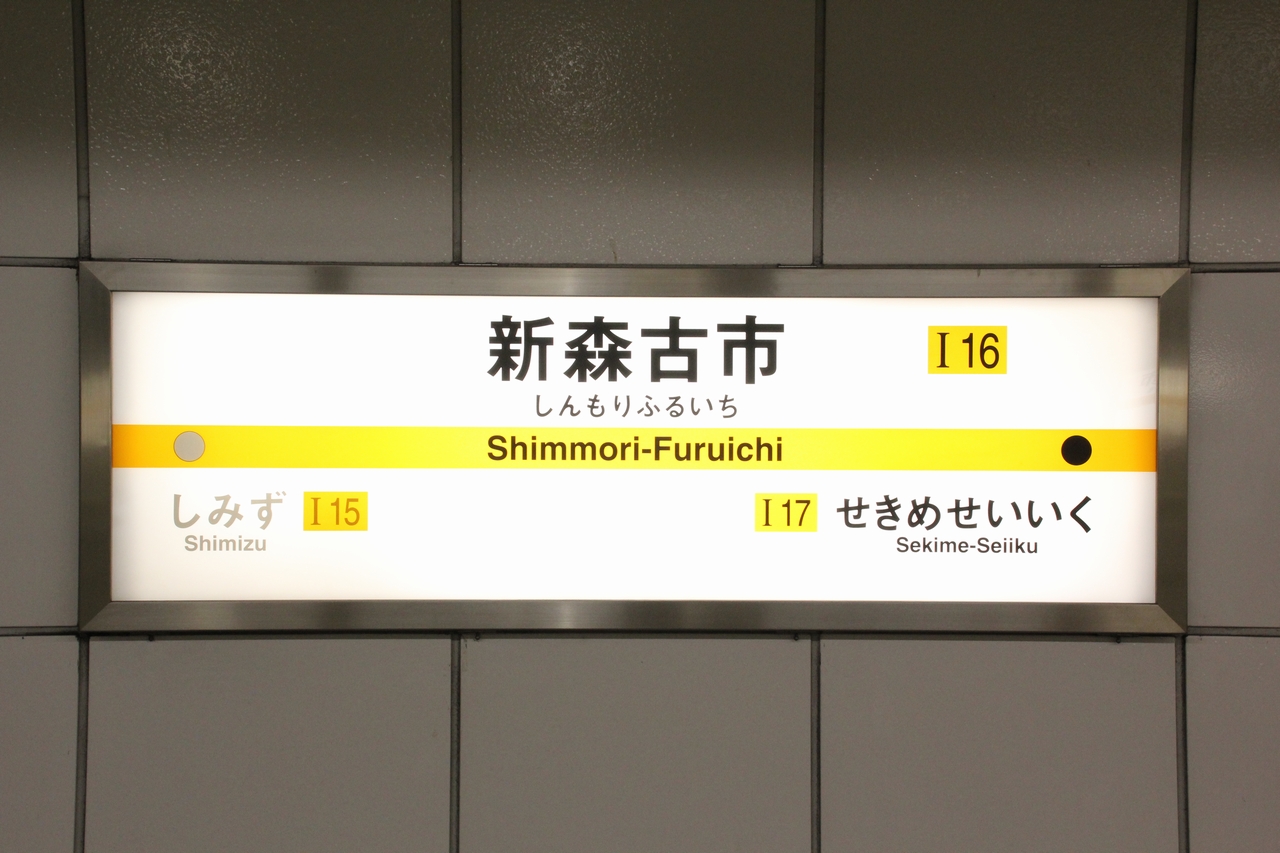 新森古市
I 16
しんもりふるいち
Shimmori-Furuichi
しみず I 15
Shimizu
I 17 せきめせいいく
Sekime-Seiiku